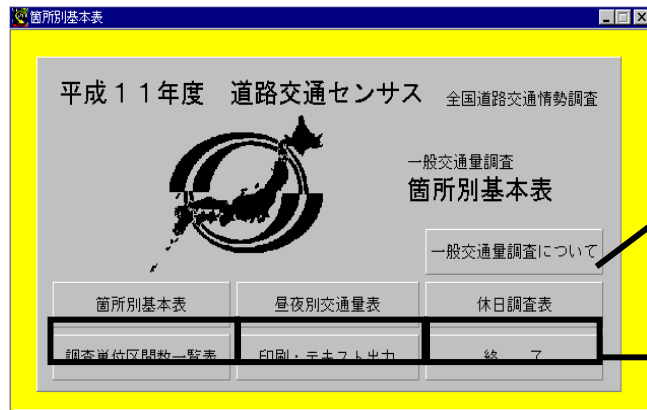 箇所別基本表
平成11年度 道路交通センサス 全国道路交通情勢調査
一般交通量調査
箇所別基本表
一般交通量調査について
箇所別基本表 昼夜別交通量表 休日調査表
調査単位区間数一覧表 印刷・テキスト出力 終 了